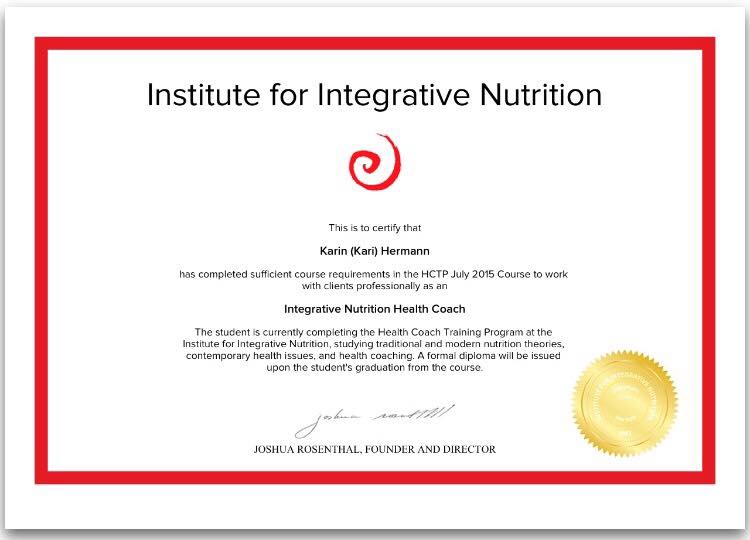 Institute for Integrative Nutrition
This is to certify that
Karin (Kari) Hermann
has completed sufficient course requirements in the HCTP July 2015 Course to work
with clients professionally as an
Integrative Nutrition Health Coach
The student is currently completing the Health Coach Training Program at the
Institute for Integrative Nutrition, studying traditional and modern nutrition theories,
contemporary health issues, and health coaching. A formal diploma will be issued
upon the student's graduation from the course.
JOSHUA ROSENTHAL, FOUNDER AND DIRECTOR
INSTITUTE FOR INTEGRATIVE NUTRITION